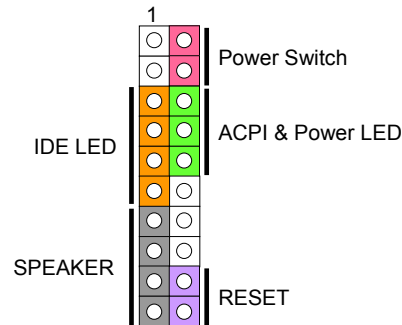 1
Power Switch
ACPI & Power LED
IDE LED
SPEAKER
RESET